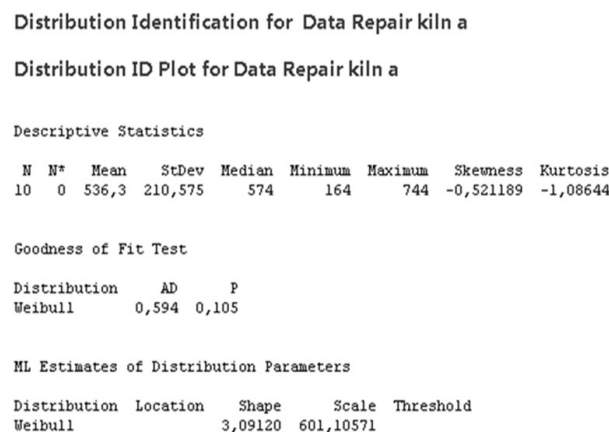 Distribution Identification for Data Repair kiln a
Distribution ID Plot for Data Repair kiln a
Descriptive Statistics
N N* Mean StDev Median Minimum Maximum Skewness Kurtosis
10 0 536,3 210,575 574 164 744 -0,521189 -1,08644
Goodness of Fit Test
Distribution AD P
Weibull 0,594 0,105
ML Estimates of Distribution Parameters
Distribution Location Shape Scale Threshold
Weibull 3,09120 601,10571